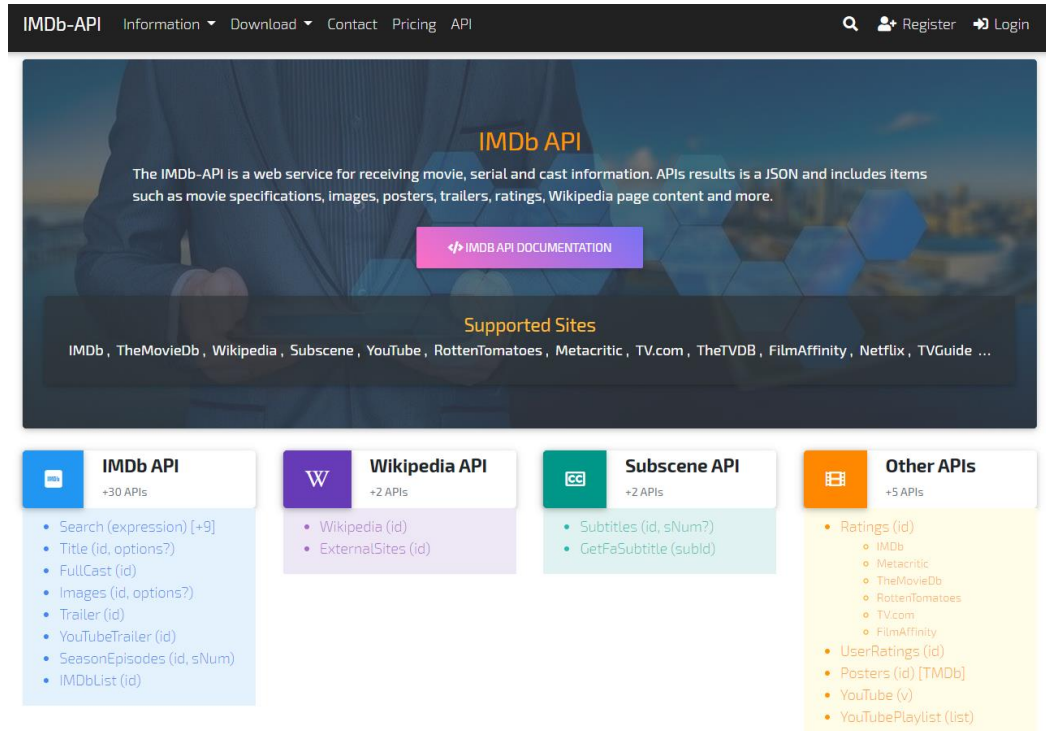 IMDb-API Information Download Contact Pricing API Register Login
IMDb API
The IMDb-API is a web service for receiving movie, serial and cast information. APIs results is a JSON and includes items
such as movie specifications, images, posters, trailers, ratings, Wikipedia page content and more.
</> IMDB API DOCUMENTATION
Supported Sites
IMDb , TheMovieDb , Wikipedia , Subscene , YouTube , RottenTomatoes , Metacritic , TV.com , TheTVDB , FilmAffinity , Netflix , TVGuide ...
IMDb
IMDb API
+30 APIs
Search (expression) [+9]
Title (id, options?)
FullCast (id)
Images (id, options?)
Trailer (id)
YouTubeTrailer (id)
SeasonEpisodes (id, sNum)
IMDbList (id)
W
Wikipedia API
+2 APIs
Wikipedia (id)
ExternalSites (id)
CC
Subscene API
+2 APIs
Subtitles (id, sNum?)
GetFaSubtitle (subId)
Other APIs
+5 APIs
Ratings (id)
IMDb
Metacritic
TheMovieDb
RottenTomatoes
TV.com
FilmAffinity
UserRatings (id)
Posters (id) [TMDb]
YouTube (v)
YouTubePlaylist (list)